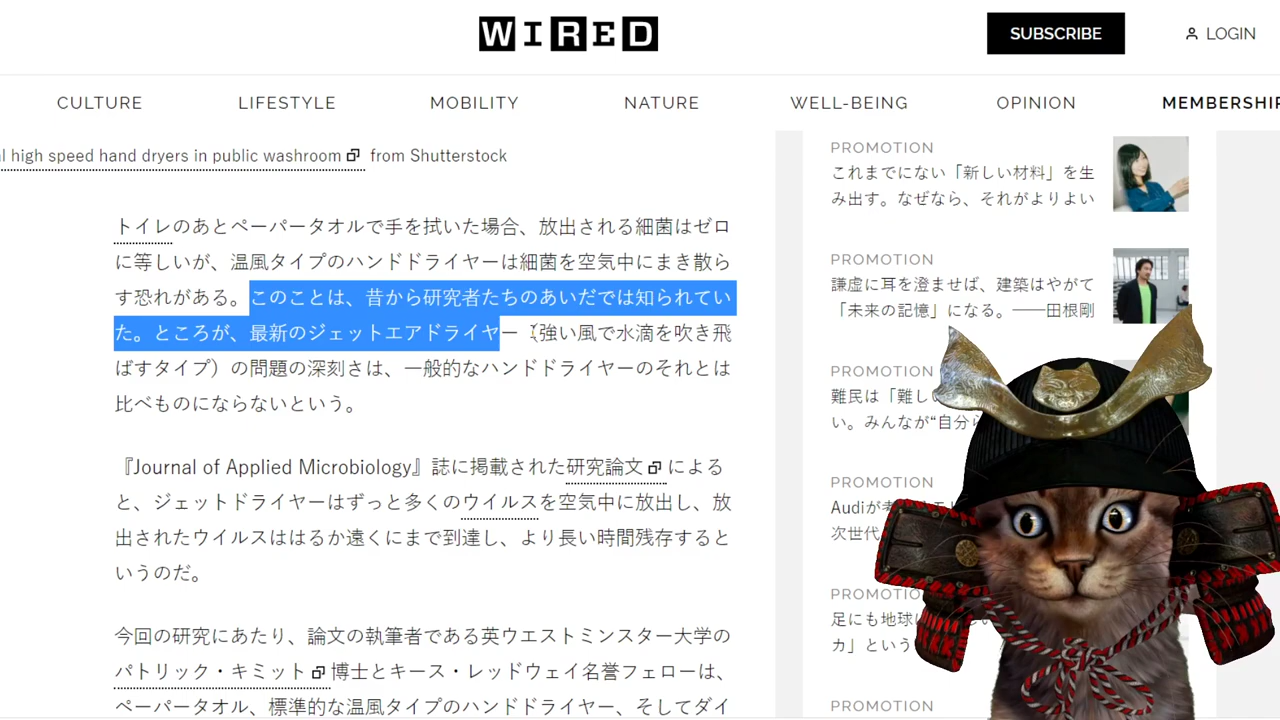 WIRED
SUBSCRIBE
LOGIN
CULTURE
LIFESTYLE
MOBILITY
NATURE
WELL-BEING
OPINION
MEMBERSHIP
l high speed hand dryers in public washroom from Shutterstock
トイレのあとペーパータオルで手を拭いた場合、放出される細菌はゼロ
に等しいが、温風タイプのハンドドライヤーは細菌を空気中にまき散ら
す恐れがある。このことは、昔から研究者たちのあいだでは知られてい
た。ところが、最新のジェットエアドライヤー（強い風で水滴を吹き飛
ばすタイプ）の問題の深刻さは、一般的なハンドドライヤーのそれとは
比べものにならないという。
『Journal of Applied Microbiology』誌に掲載された研究論文による
と、ジェットドライヤーはずっと多くのウイルスを空気中に放出し、放
出されたウイルスははるか遠くにまで到達し、より長い時間残存すると
いうのだ。
今回の研究にあたり、論文の執筆者である英ウエストミンスター大学の
パトリック・キミット博士とキース・レッドウェイ名誉フェローは、
ペーパータオル、標準的な温風タイプのハンドドライヤー、そしてダイ
PROMOTION
これまでにない「新しい材料」を生
み出す。なぜなら、それがよりよい
PROMOTION
謙虚に耳を澄ませば、建築はやがて
「未来の記憶」になる。——田根剛
PROMOTION
難民は「難し
い。みんなが“自分
PROMOTION
Audiが
次世代
PROMOTION
足にも地球
カ」という
PROMOTION